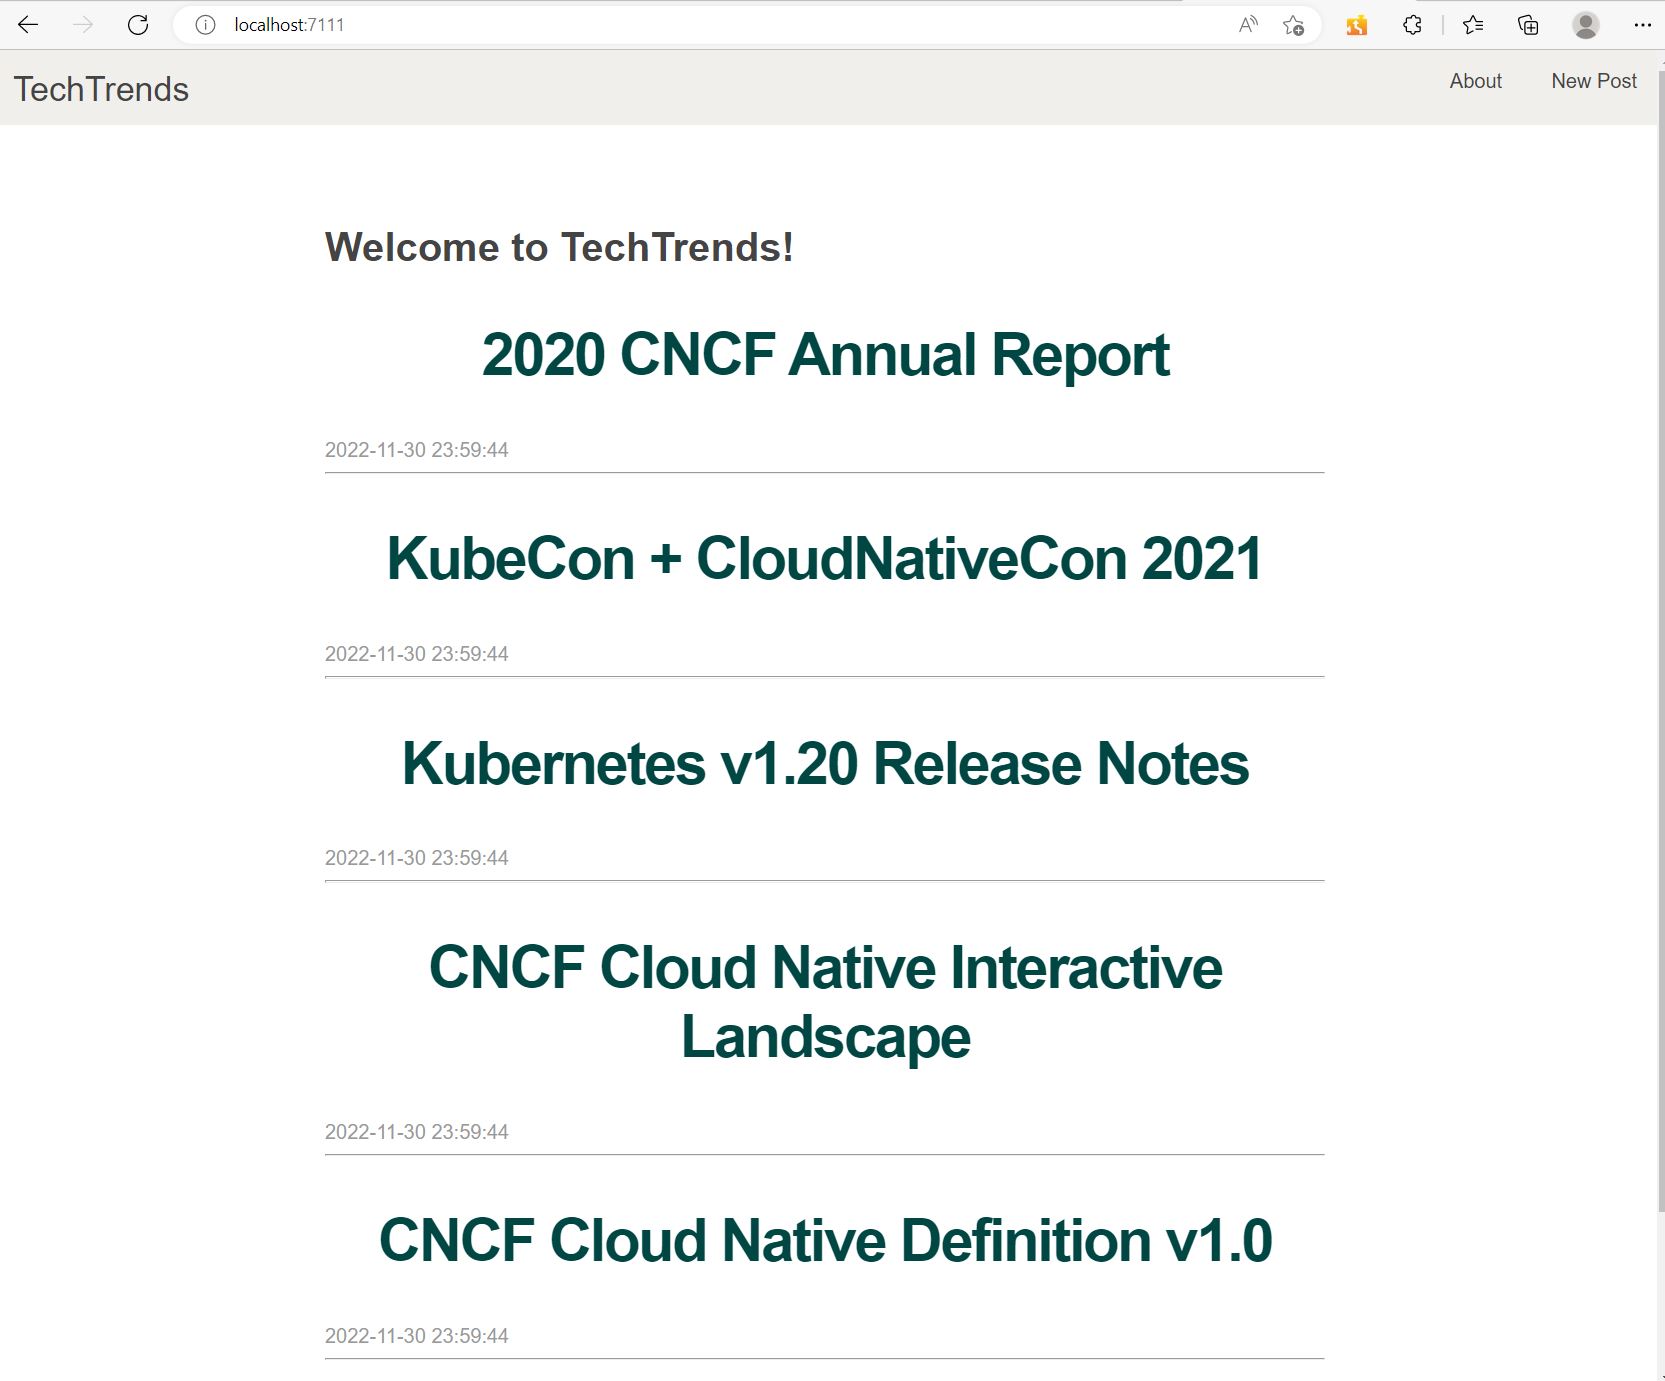 localhost:7111
TechTrends
About
New Post
Welcome to TechTrends!
2020 CNCF Annual Report
2022-11-30 23:59:44
KubeCon + CloudNativeCon 2021
2022-11-30 23:59:44
Kubernetes v1.20 Release Notes
2022-11-30 23:59:44
CNCF Cloud Native Interactive
Landscape
2022-11-30 23:59:44
CNCF Cloud Native Definition v1.0
2022-11-30 23:59:44